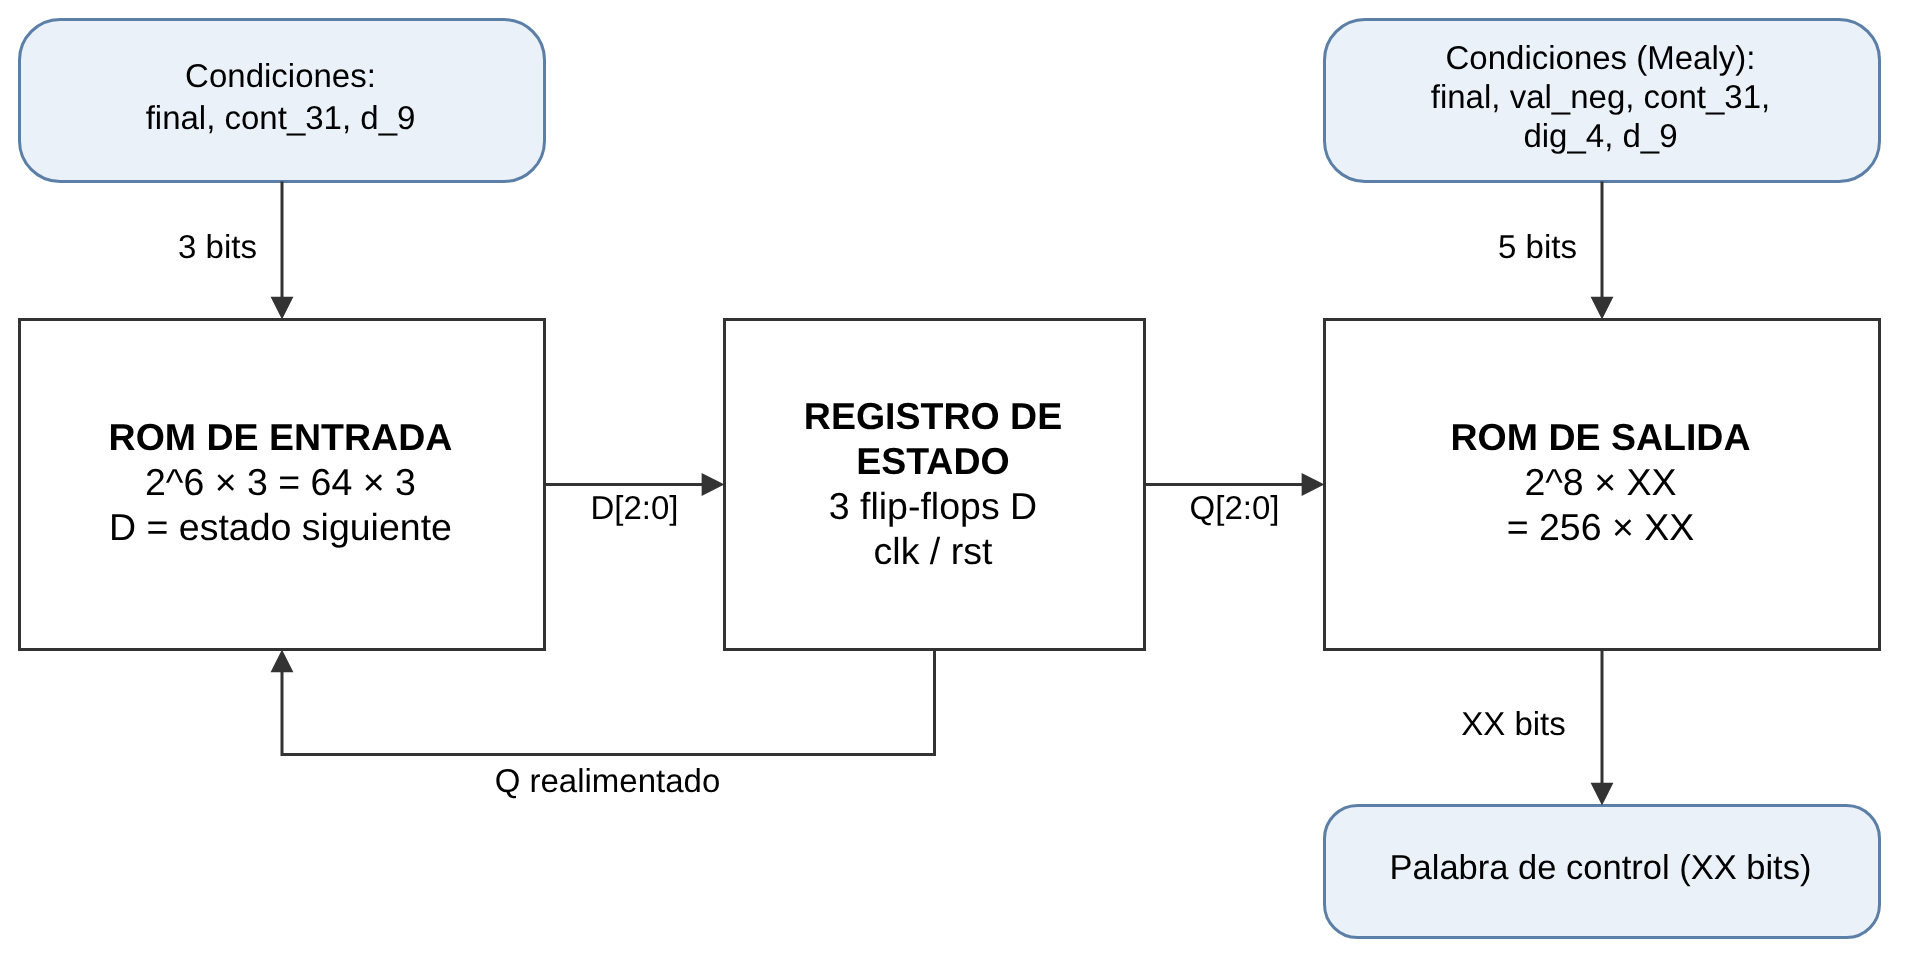 Condiciones:
final, cont_31, d_9
Condiciones (Mealy):
final, val_neg, cont_31,
dig_4, d_9
3 bits
5 bits
ROM DE ENTRADA
2^6 × 3 = 64 × 3
D = estado siguiente
D[2:0]
REGISTRO DE
ESTADO
3 flip-flops D
clk / rst
Q[2:0]
ROM DE SALIDA
2^8 × XX
= 256 × XX
Q realimentado
XX bits
Palabra de control (XX bits)